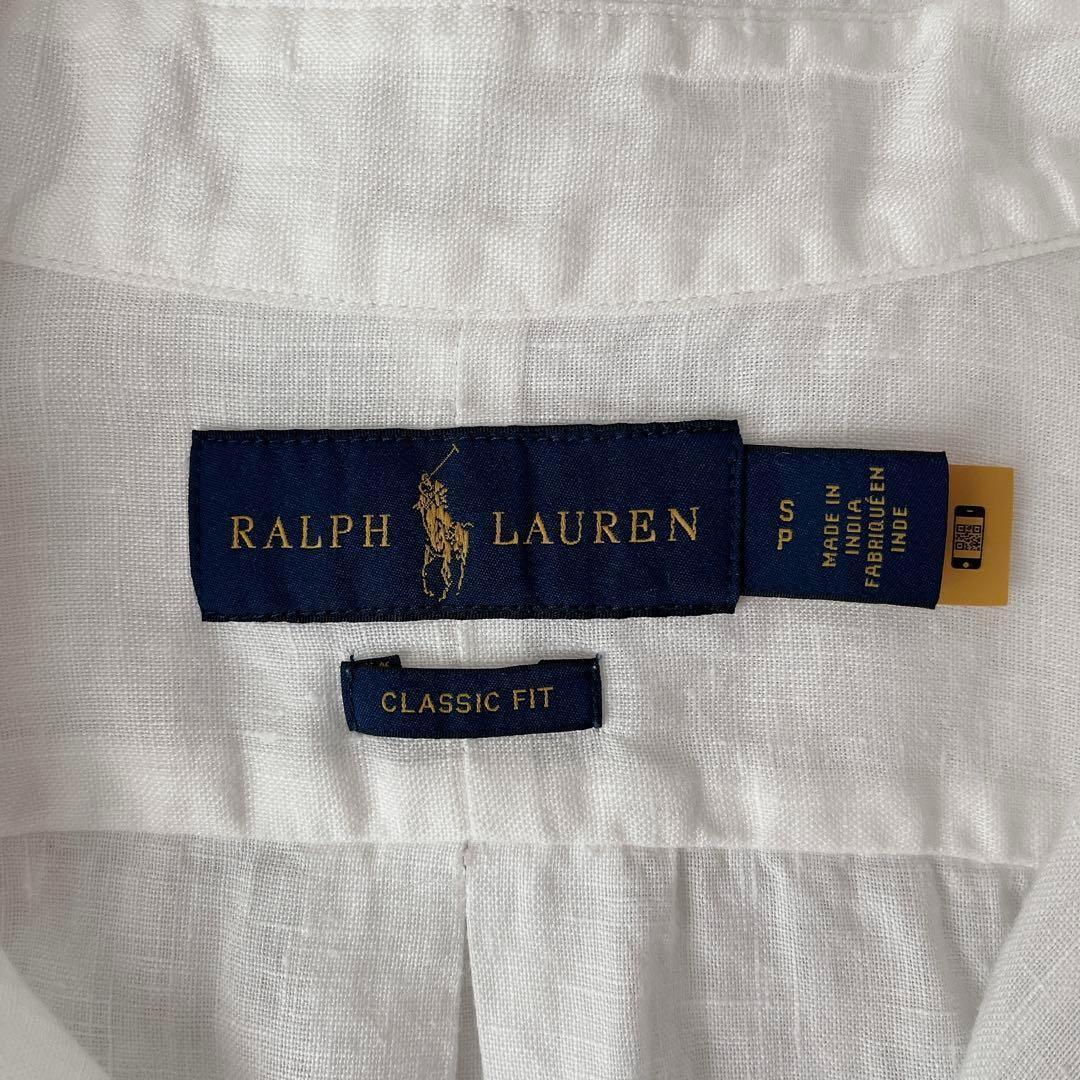 RALPH LAUREN
S
P
MADE IN
INDIA
FABRIQUÉ EN
INDE
CLASSIC FIT